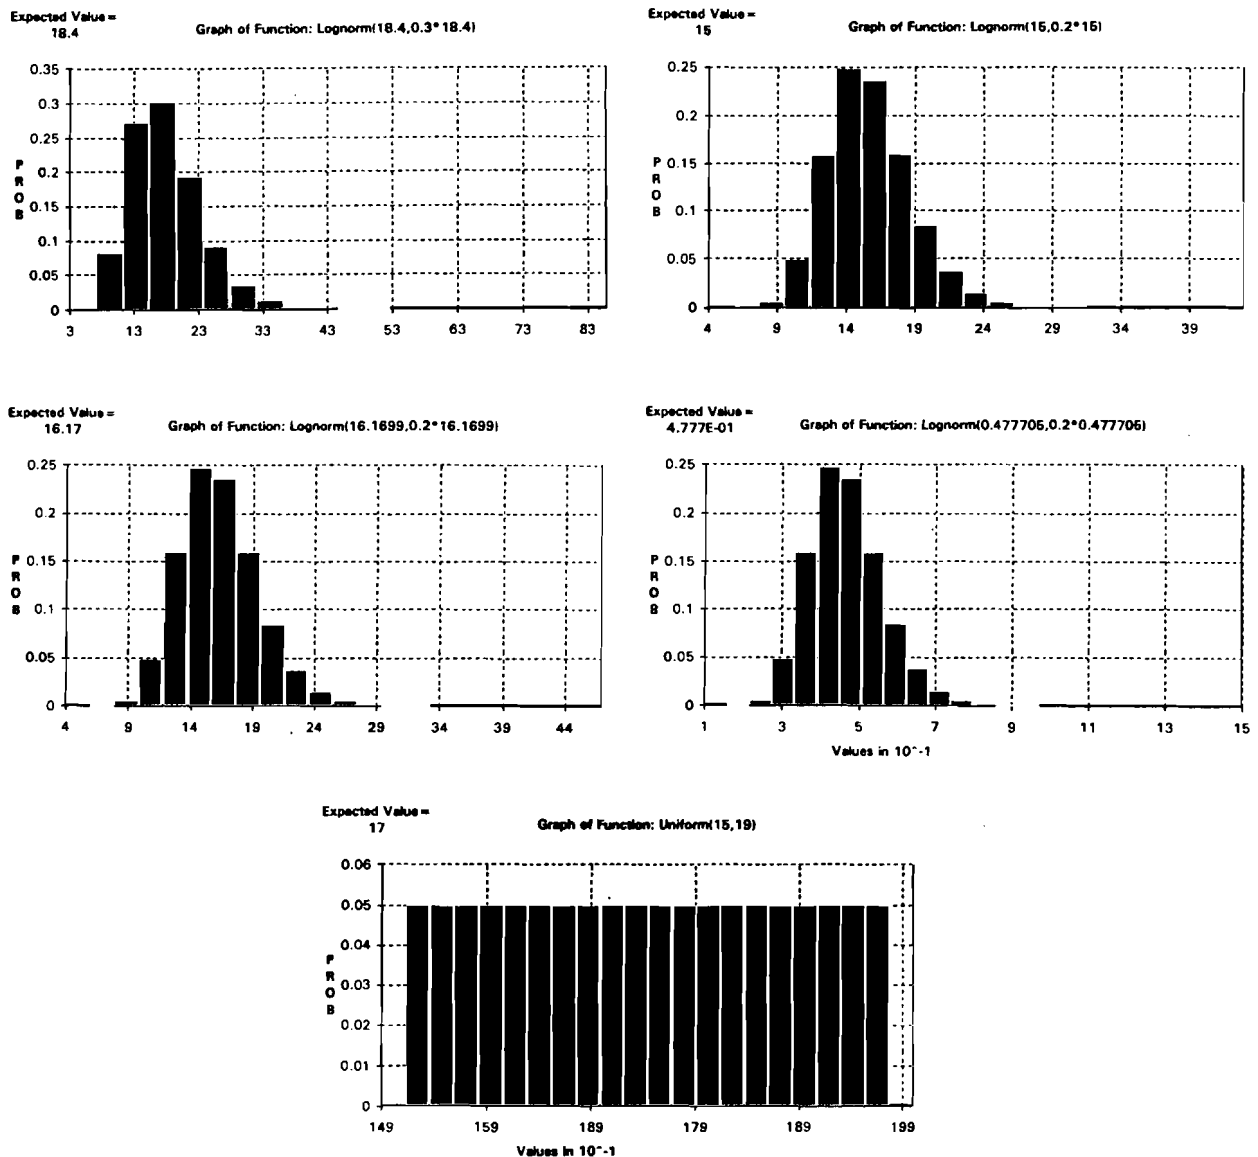 Expected Value =
18.4
Graph of Function: Lognorm(18.4,0.3*18.4)
0.35
0.3
0.25
0.2
0.15
0.1
0.05
0
PROB
3 13 23 33 43 53 63 73 83
Expected Value =
15
Graph of Function: Lognorm(15,0.2*15)
0.25
0.2
0.15
0.1
0.05
0
PROB
4 9 14 19 24 29 34 39
Expected Value =
16.17
Graph of Function: Lognorm(16.1699,0.2*16.1699)
0.25
0.2
0.15
0.1
0.05
0
PROB
4 9 14 19 24 29 34 39 44
Expected Value =
4.777E-01
Graph of Function: Lognorm(0.477705,0.2*0.477705)
0.25
0.2
0.15
0.1
0.05
0
PROB
1 3 5 7 9 11 13 15
Values in 10^-1
Expected Value =
17
Graph of Function: Uniform(15,19)
0.06
0.05
0.04
0.03
0.02
0.01
0
PROB
149 159 189 179 189 199
Values in 10^-1